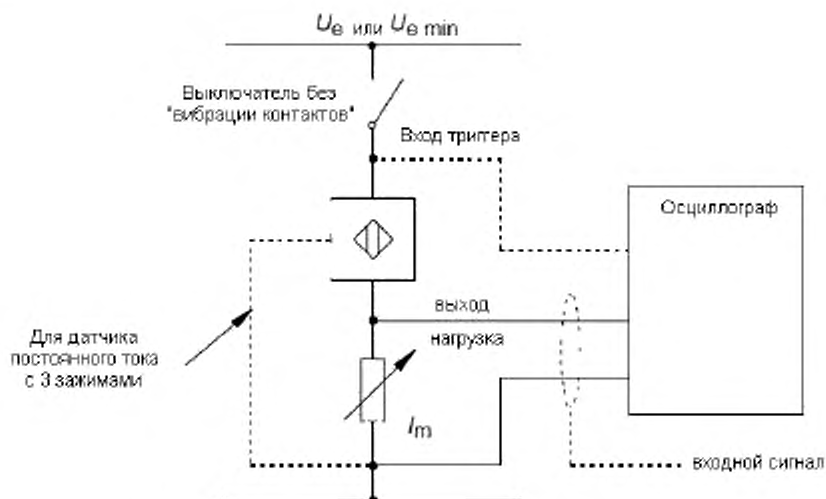 Ue или Ue min
Выключатель без
"вибрации контактов"
Вход триггера
Осциллограф
выход
Для датчика
постоянного тока
с 3 зажимами
нагрузка
Im
входной сигнал